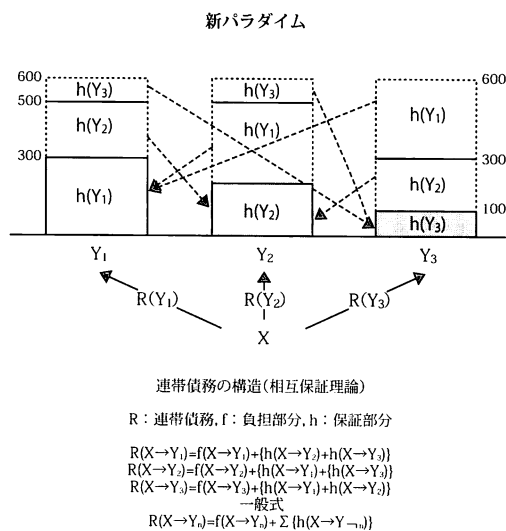 新パラダイム
600
500
300
h(Y₃)
h(Y₂)
h(Y₁)
h(Y₃)
h(Y₁)
h(Y₂)
h(Y₁)
h(Y₂)
h(Y₃)
600
300
100
Y₁
Y₂
Y₃
R(Y₁)
R(Y₂)
R(Y₃)
X
連帯債務の構造(相互保証理論)
R：連帯債務, f：負担部分, h：保証部分
R(X→Y₁)=f(X→Y₁)+{h(X→Y₂)+h(X→Y₃)}
R(X→Y₂)=f(X→Y₂)+{h(X→Y₁)+{h(X→Y₃)}
R(X→Y₃)=f(X→Y₃)+{h(X→Y₁)+h(X→Y₂)}
一般式
R(X→Yₙ)=f(X→Yₙ)+Σ{h(X→Y¬ₙ)}